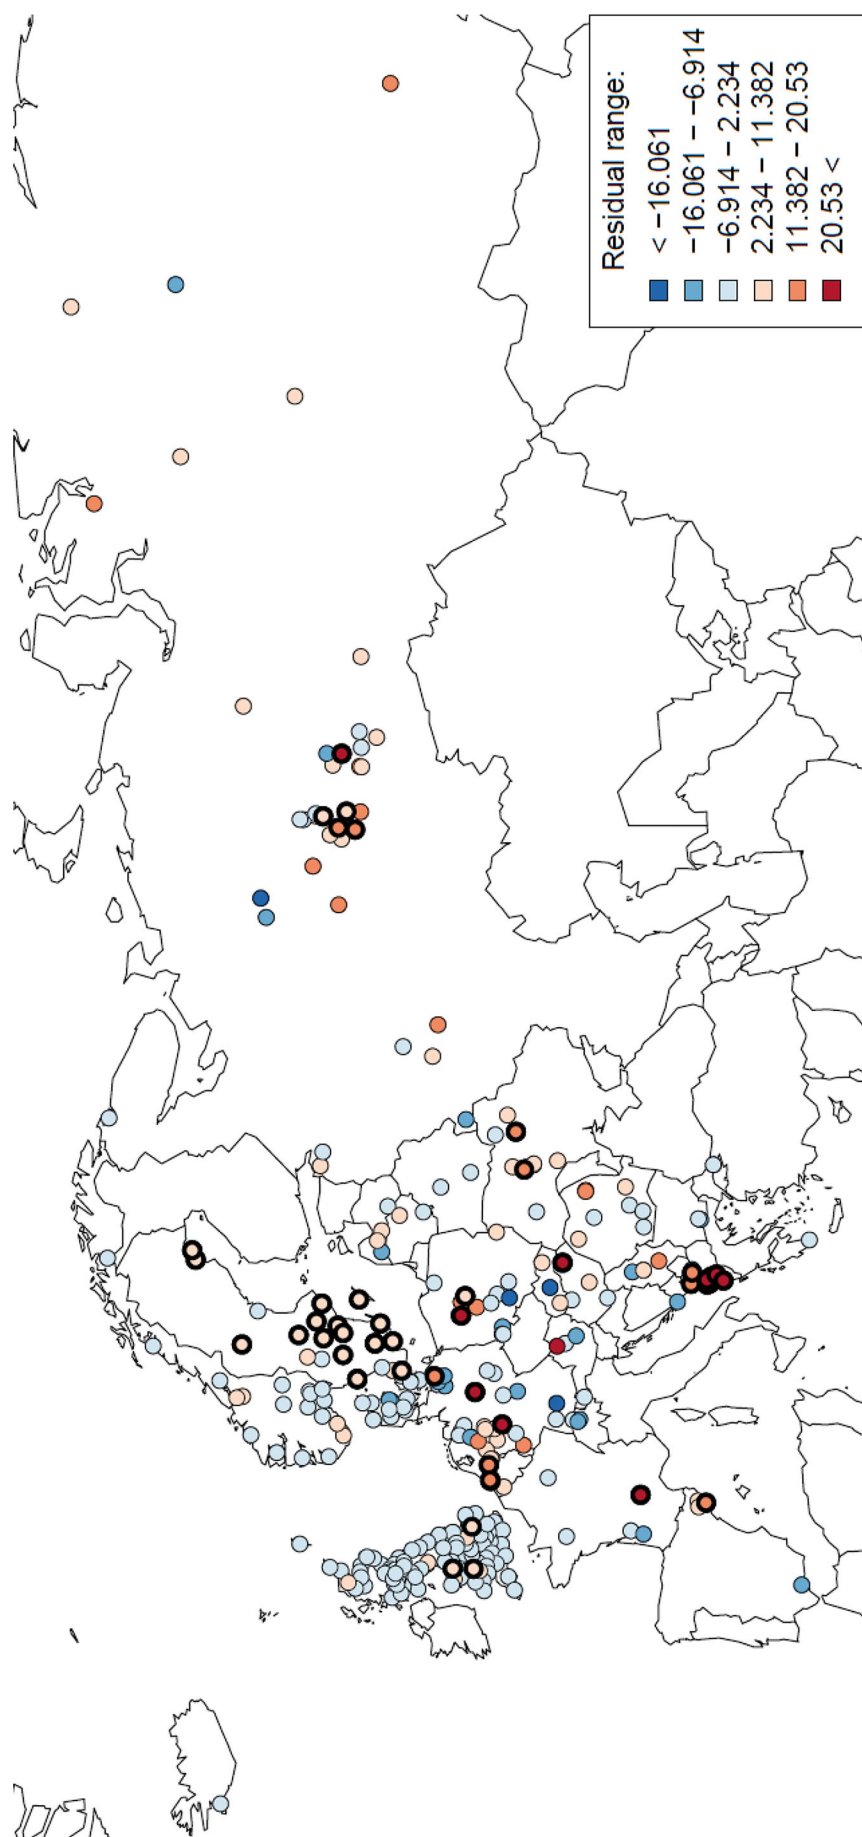 Residual range:
< −16.061
−16.061 − −6.914
−6.914 − 2.234
2.234 − 11.382
11.382 − 20.53
20.53 <